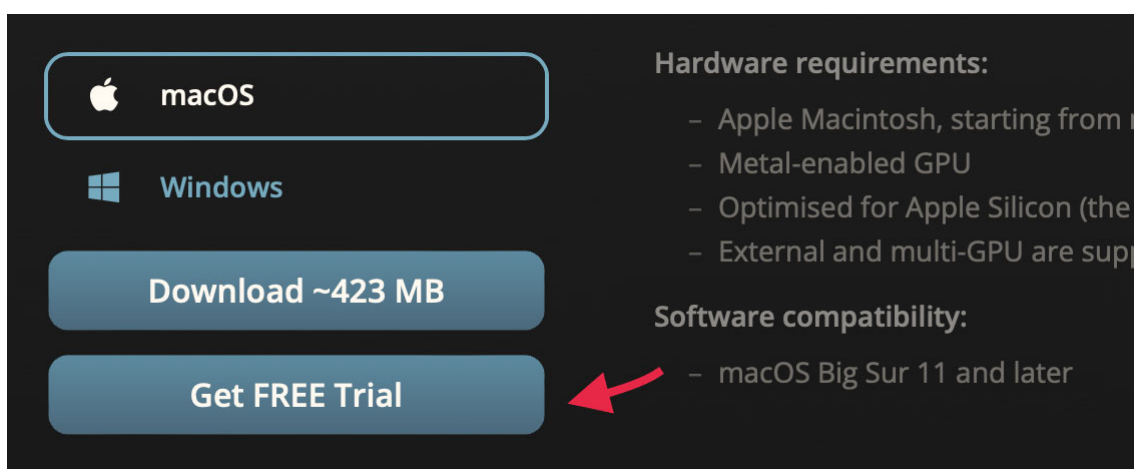 macOS
Windows
Download ~423 MB
Get FREE Trial
Hardware requirements:
– Apple Macintosh, starting from
– Metal-enabled GPU
– Optimised for Apple Silicon (the
– External and multi-GPU are
Software compatibility:
– macOS Big Sur 11 and later